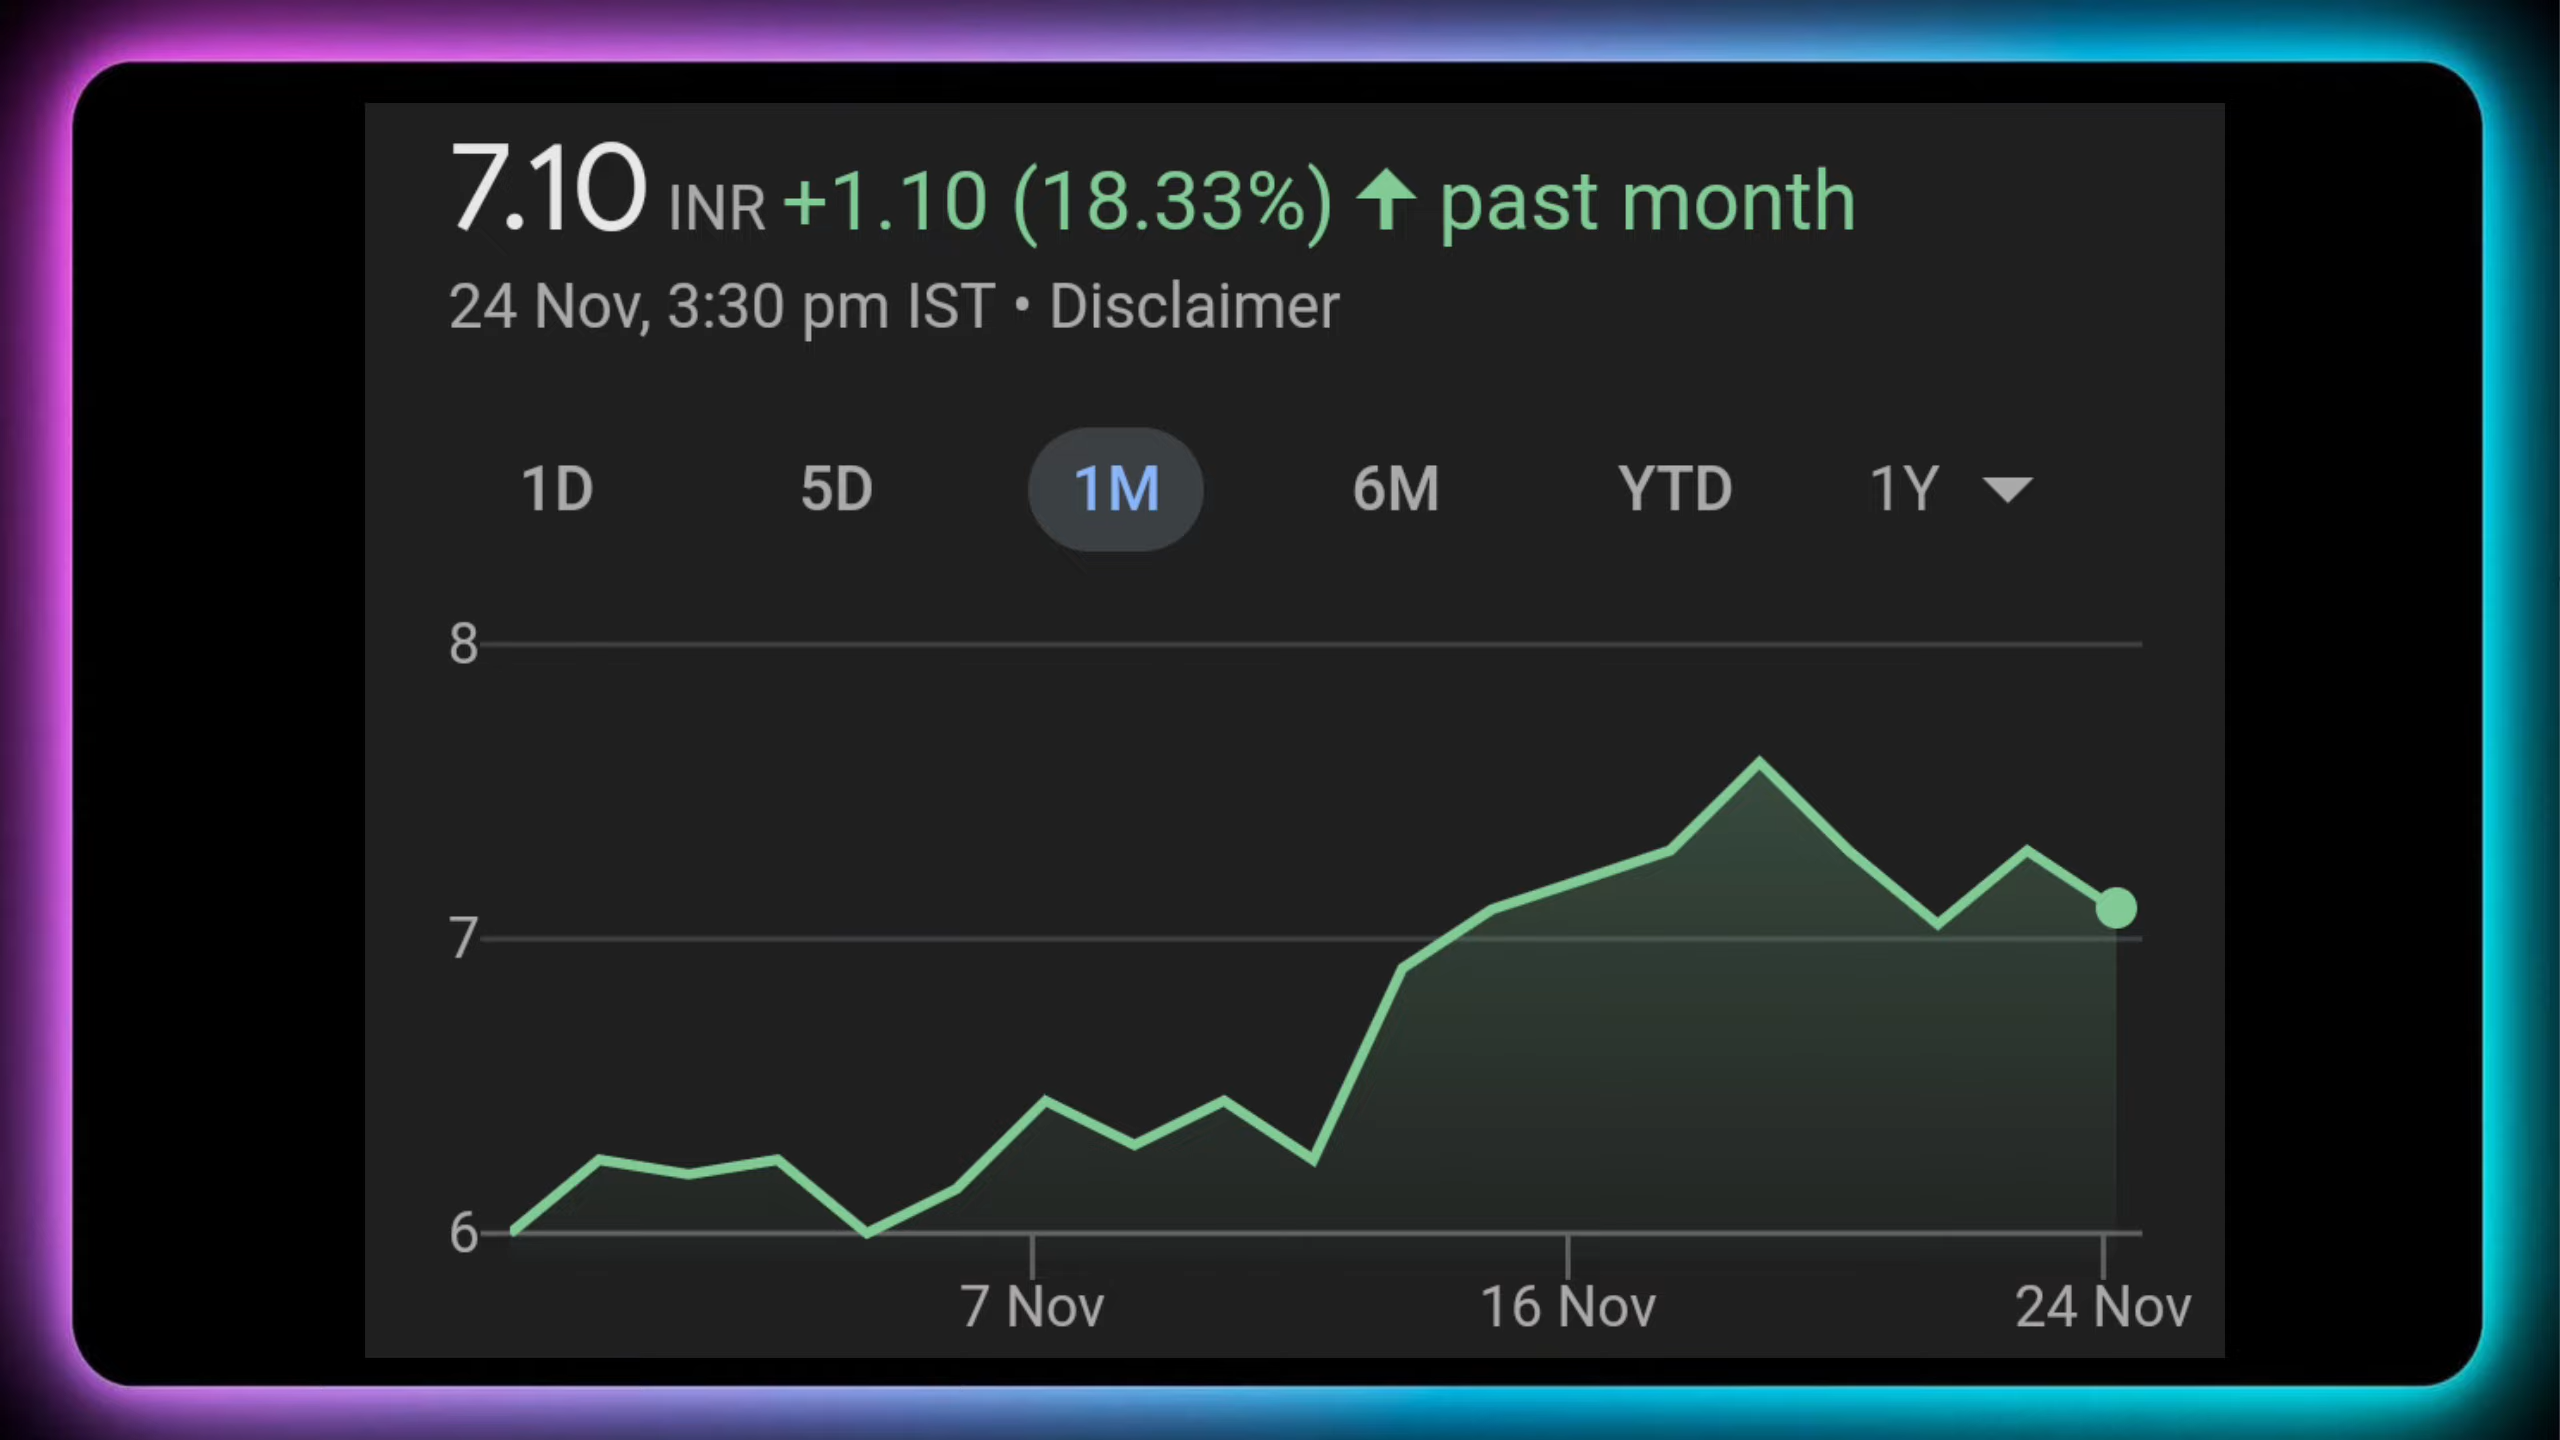 7.10 INR +1.10 (18.33%) ↑ past month
24 Nov, 3:30 pm IST • Disclaimer
1D 5D 1M 6M YTD 1Y
8
7
6
7 Nov 16 Nov 24 Nov